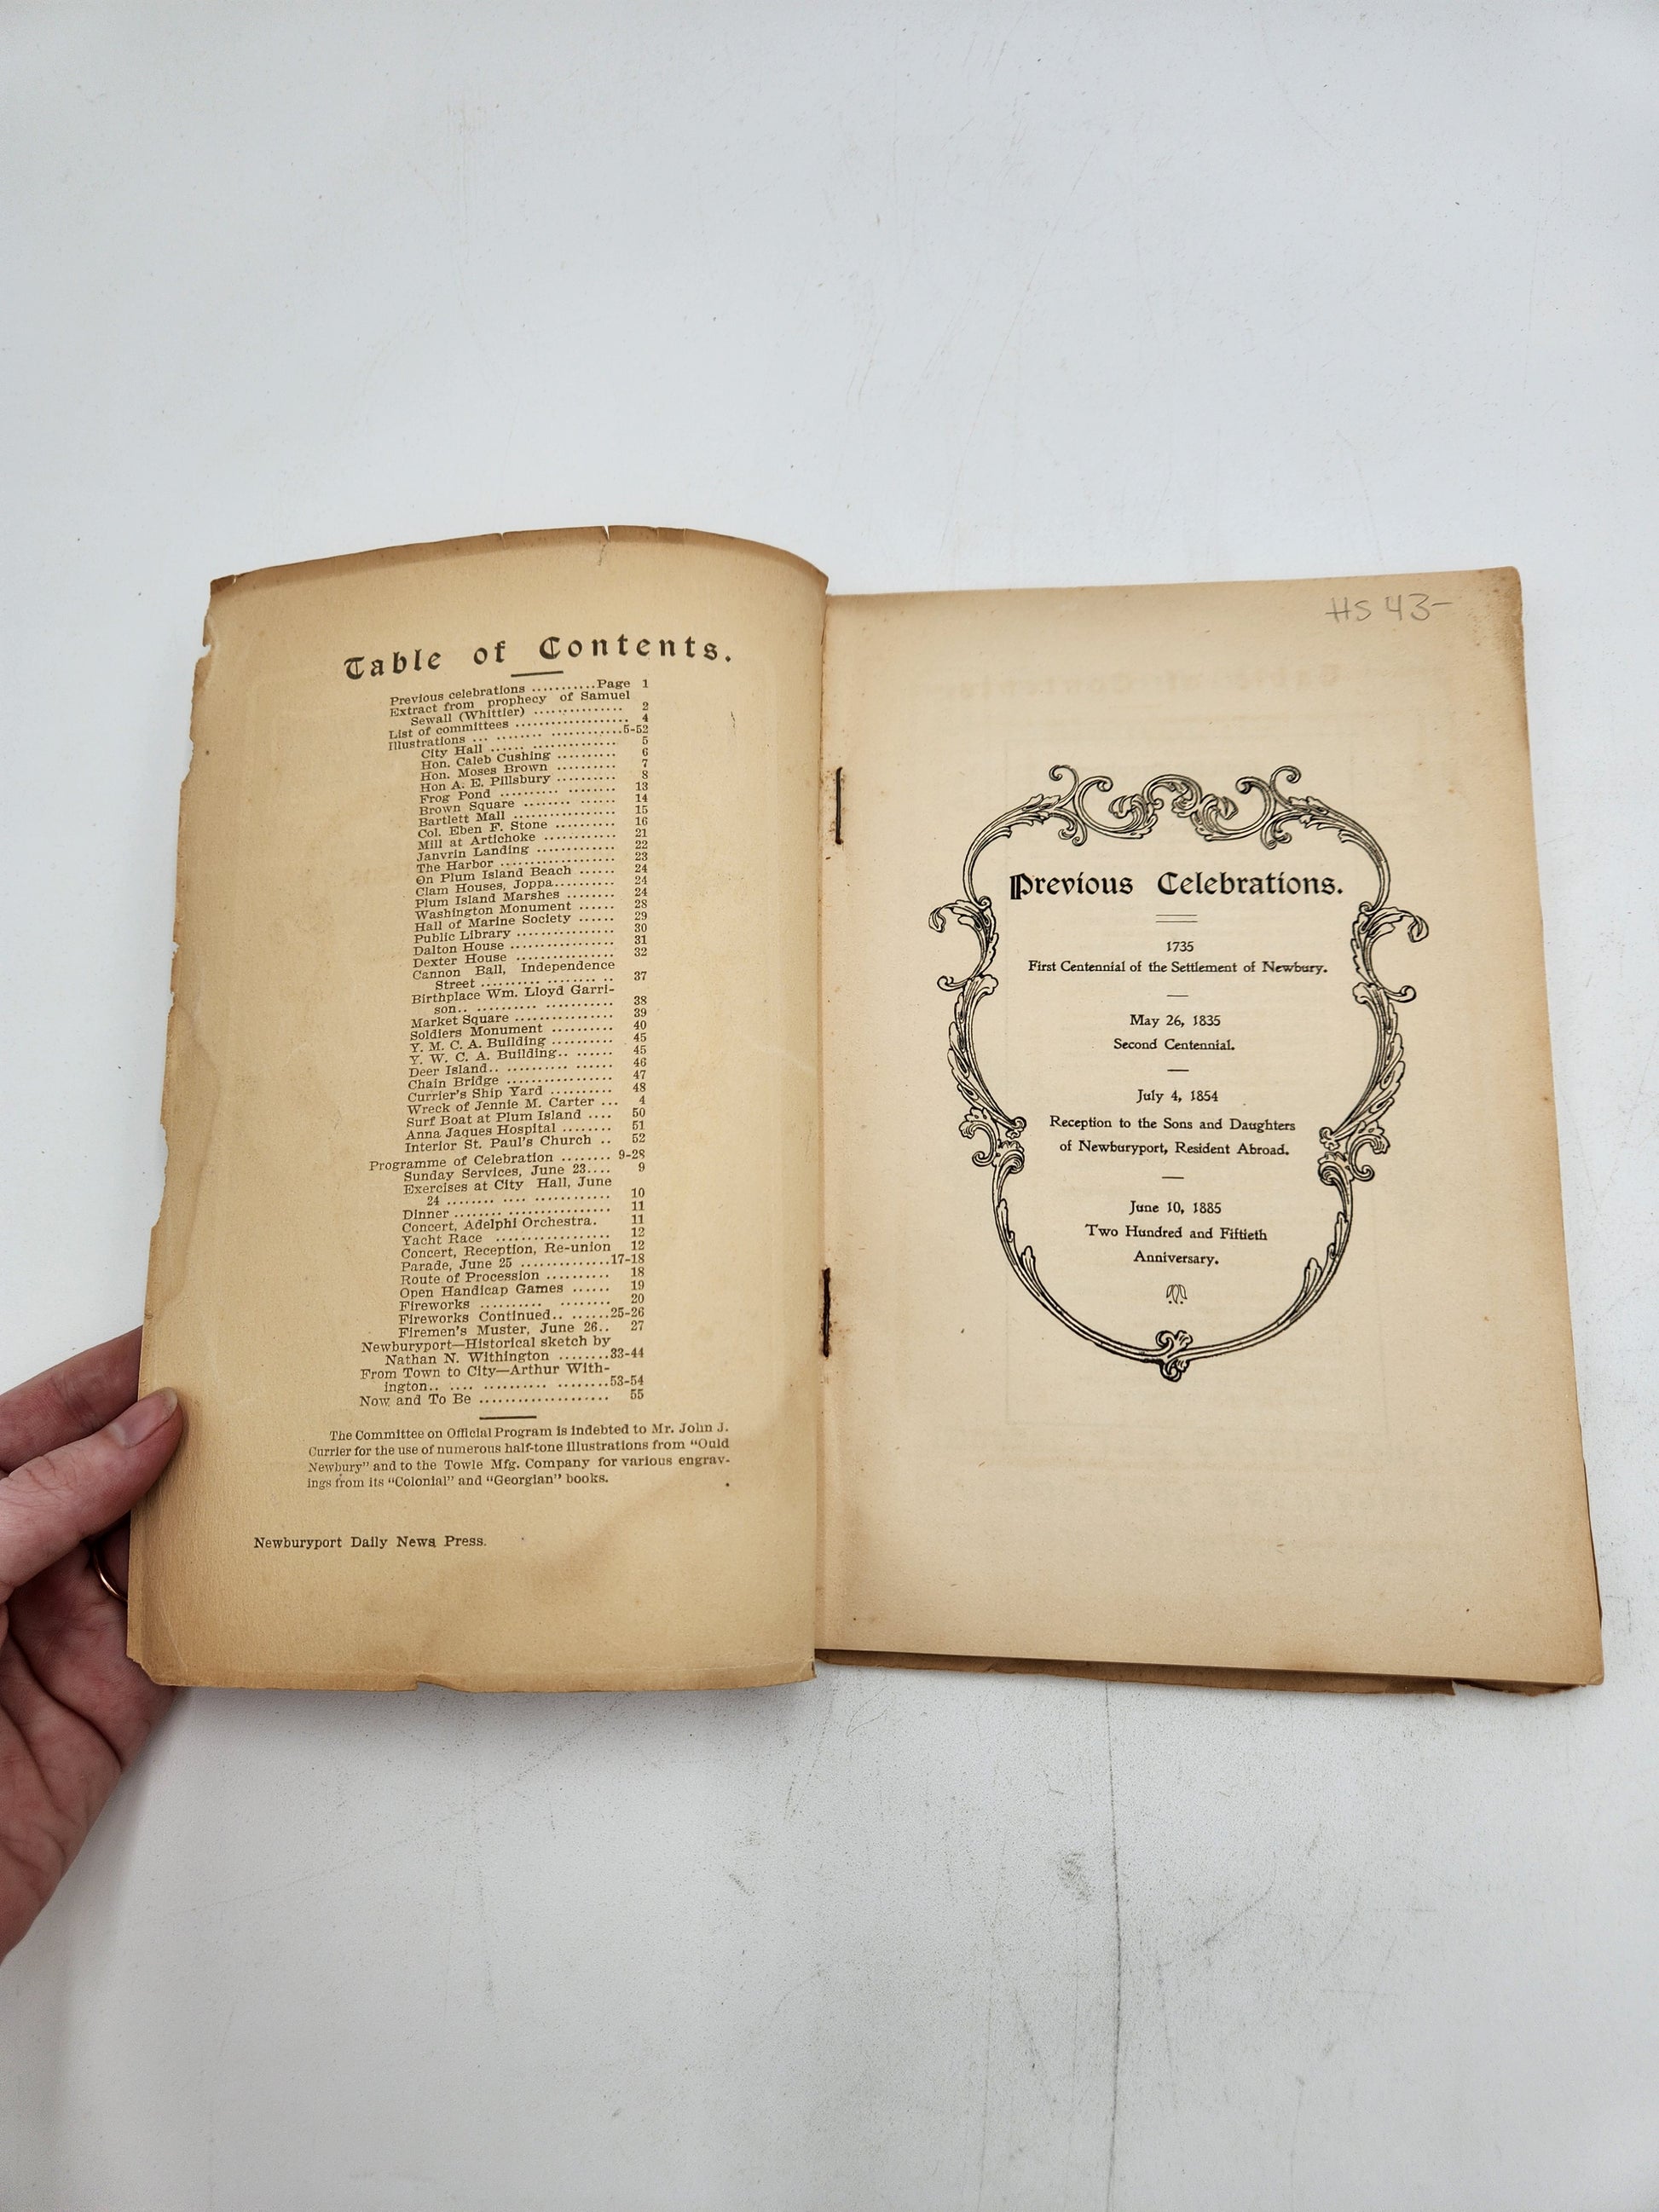 Table of Contents.
Previous celebrations ...........Page 1
Extract from prophecy of Samuel
Sewall (Whittier) ............... 2
List of committees ................... 4
Illustrations ... ........ ............5-52
City Hall ...... .............. 5
Hon. Caleb Cushing .......... 6
Hon. Moses Brown .......... 7
Hon A. E. Pillsbury .......... 8
Frog Pond .......... ........ 13
Brown Square ........ ...... 14
Bartlett Mall ................. 15
Col. Eben F. Stone .......... 16
Mill at Artichoke ............ 21
Janvrin Landing ............. 22
The Harbor ................... 23
On Plum Island Beach ...... 24
Clam Houses, Joppa.......... 24
Plum Island Marshes ........ 24
Washington Monument ...... 28
Hall of Marine Society ...... 29
Public Library ................ 30
Dalton House ................. 31
Dexter House ................ 32
Cannon Ball, Independence
Street .......... ........ .. 37
Birthplace Wm. Lloyd Garri-
son.. .......... ........... 38
Market Square ................ 39
Soldiers Monument .......... 40
Y. M. C. A. Building .......... 45
Y. W. C. A. Building.. ...... 45
Deer Island.. .......... ...... 46
Chain Bridge ................. 47
Currier's Ship Yard .......... 48
Wreck of Jennie M. Carter ... 4
Surf Boat at Plum Island .... 50
Anna Jaques Hospital ........ 51
Interior St. Paul's Church .. 52
Programme of Celebration ........ 9-28
Sunday Services, June 23.... 9
Exercises at City Hall, June
24 ........ .... ............ 10
Dinner ........ ................ 11
Concert, Adelphi Orchestra. 11
Yacht Race .................. 12
Concert, Reception, Re-union 12
Parade, June 25 ..............17-18
Route of Procession .......... 18
Open Handicap Games ...... 19
Fireworks .......... ........ 20
Fireworks Continued.. ......25-26
Firemen's Muster, June 26.. 27
Newburyport—Historical sketch by
Nathan N. Withington ........33-44
From Town to City—Arthur With-
ington.. .... .......... ........53-54
Now and To Be .................... 55
The Committee on Official Program is indebted to Mr. John J.
Currier for the use of numerous half-tone illustrations from "Ould
Newbury" and to the Towle Mfg. Company for various engrav-
ings from its "Colonial" and "Georgian" books.
Newburyport Daily News Press.
HS 43-
Previous Celebrations.
1735
First Centennial of the Settlement of Newbury.
May 26, 1835
Second Centennial.
July 4, 1854
Reception to the Sons and Daughters
of Newburyport, Resident Abroad.
June 10, 1885
Two Hundred and Fiftieth
Anniversary.